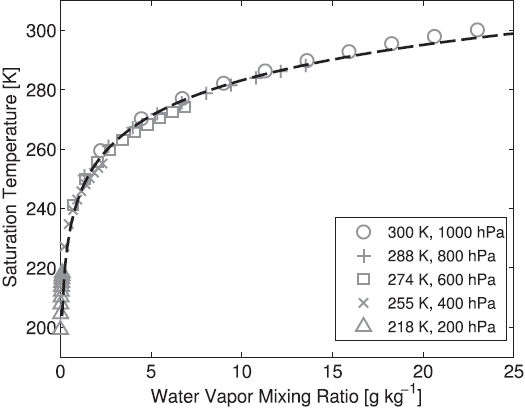 300
280
260
240
220
200
Saturation Temperature [K]
300 K, 1000 hPa
288 K, 800 hPa
274 K, 600 hPa
255 K, 400 hPa
218 K, 200 hPa
0 5 10 15 20 25
Water Vapor Mixing Ratio [g kg⁻¹]